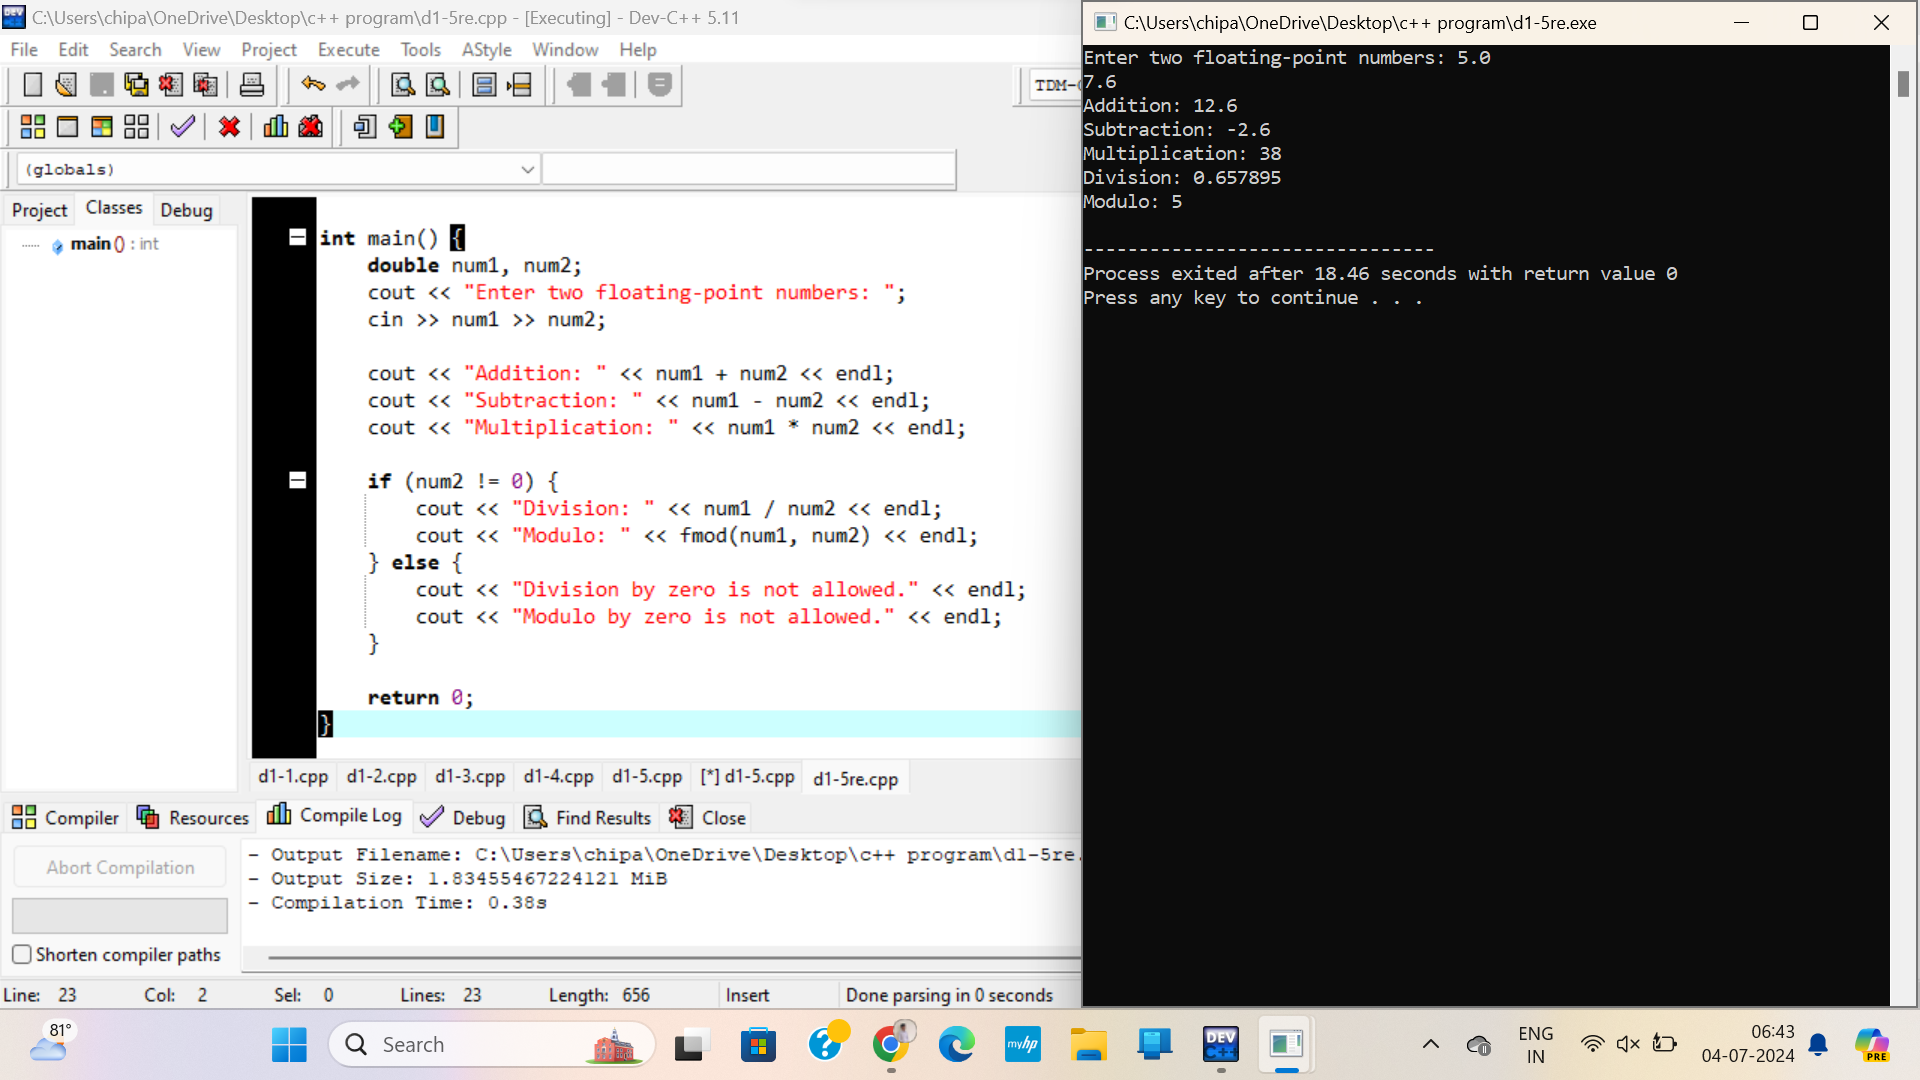 C:\Users\chipa\OneDrive\Desktop\c++ program\d1-5re.cpp - [Executing] - Dev-C++ 5.11
File Edit Search View Project Execute Tools AStyle Window Help
TDM-
(globals)
Project Classes Debug
main () : int
int main() {
double num1, num2;
cout << "Enter two floating-point numbers: ";
cin >> num1 >> num2;
cout << "Addition: " << num1 + num2 << endl;
cout << "Subtraction: " << num1 - num2 << endl;
cout << "Multiplication: " << num1 * num2 << endl;
if (num2 != 0) {
cout << "Division: " << num1 / num2 << endl;
cout << "Modulo: " << fmod(num1, num2) << endl;
} else {
cout << "Division by zero is not allowed." << endl;
cout << "Modulo by zero is not allowed." << endl;
}
return 0;
}
d1-1.cpp d1-2.cpp d1-3.cpp d1-4.cpp d1-5.cpp [*] d1-5.cpp d1-5re.cpp
Compiler Resources Compile Log Debug Find Results Close
Abort Compilation
Shorten compiler paths
- Output Filename: C:\Users\chipa\OneDrive\Desktop\c++ program\d1-5re.
- Output Size: 1.83455467224121 MiB
- Compilation Time: 0.38s
Line: 23 Col: 2 Sel: 0 Lines: 23 Length: 656 Insert Done parsing in 0 seconds
C:\Users\chipa\OneDrive\Desktop\c++ program\d1-5re.exe
Enter two floating-point numbers: 5.0
7.6
Addition: 12.6
Subtraction: -2.6
Multiplication: 38
Division: 0.657895
Modulo: 5
--------------------------------
Process exited after 18.46 seconds with return value 0
Press any key to continue . . .
81°
Search
myhp
DEV
C++
ENG
IN
06:43
04-07-2024
PRE